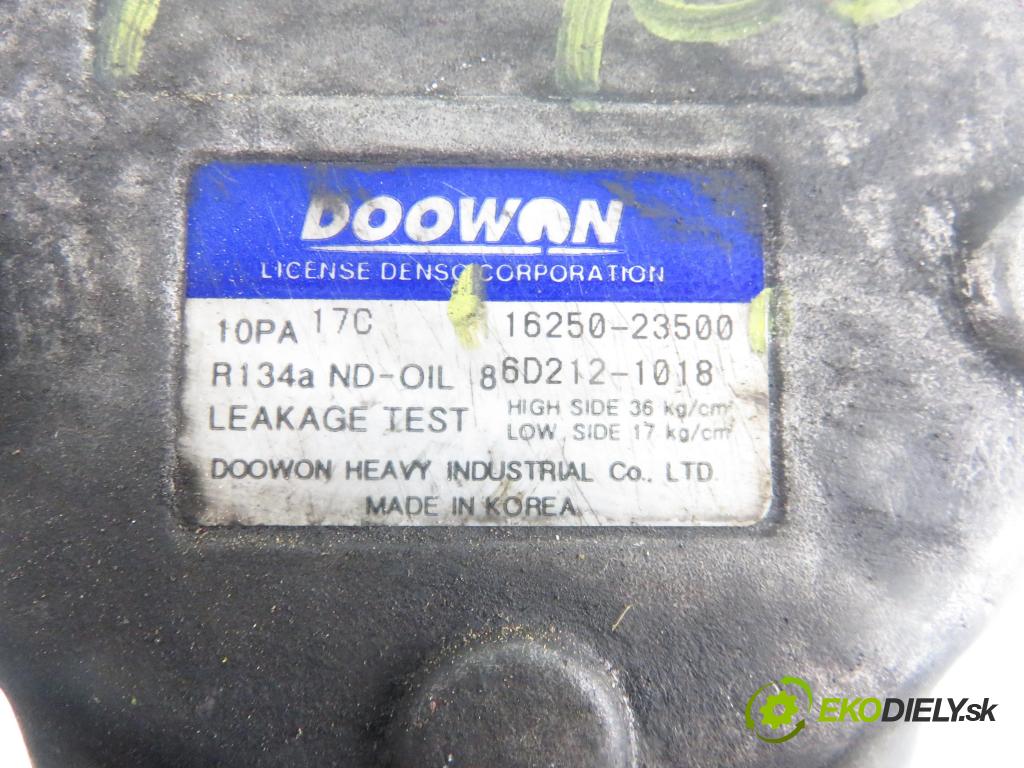 DOOWON
LICENSE DENSO CORPORATION
10PA 17C 16250-23500
R134a ND-OIL 8 6D212-1018
LEAKAGE TEST HIGH SIDE 36 kg/cm²
LOW SIDE 17 kg/cm²
DOOWON HEAVY INDUSTRIAL Co., LTD.
MADE IN KOREA
EKODIELY.sk